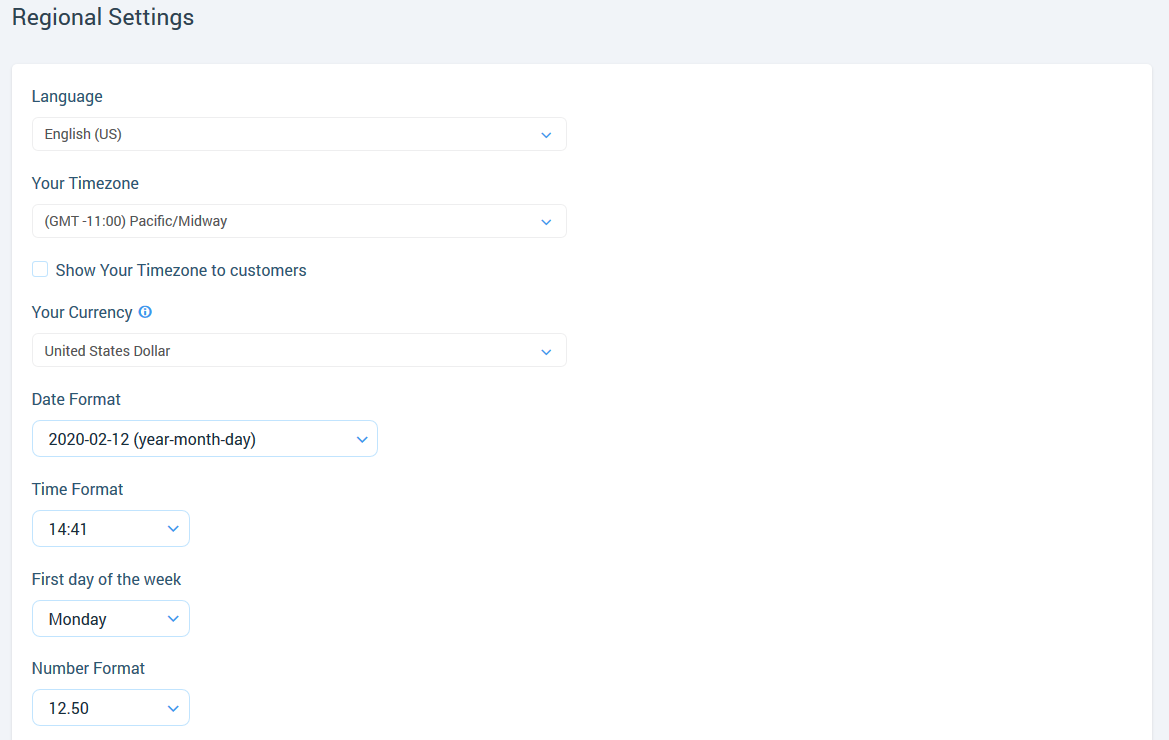 Regional Settings
Language
English (US)
Your Timezone
(GMT -11:00) Pacific/Midway
Show Your Timezone to customers
Your Currency
United States Dollar
Date Format
2020-02-12 (year-month-day)
Time Format
14:41
First day of the week
Monday
Number Format
12.50